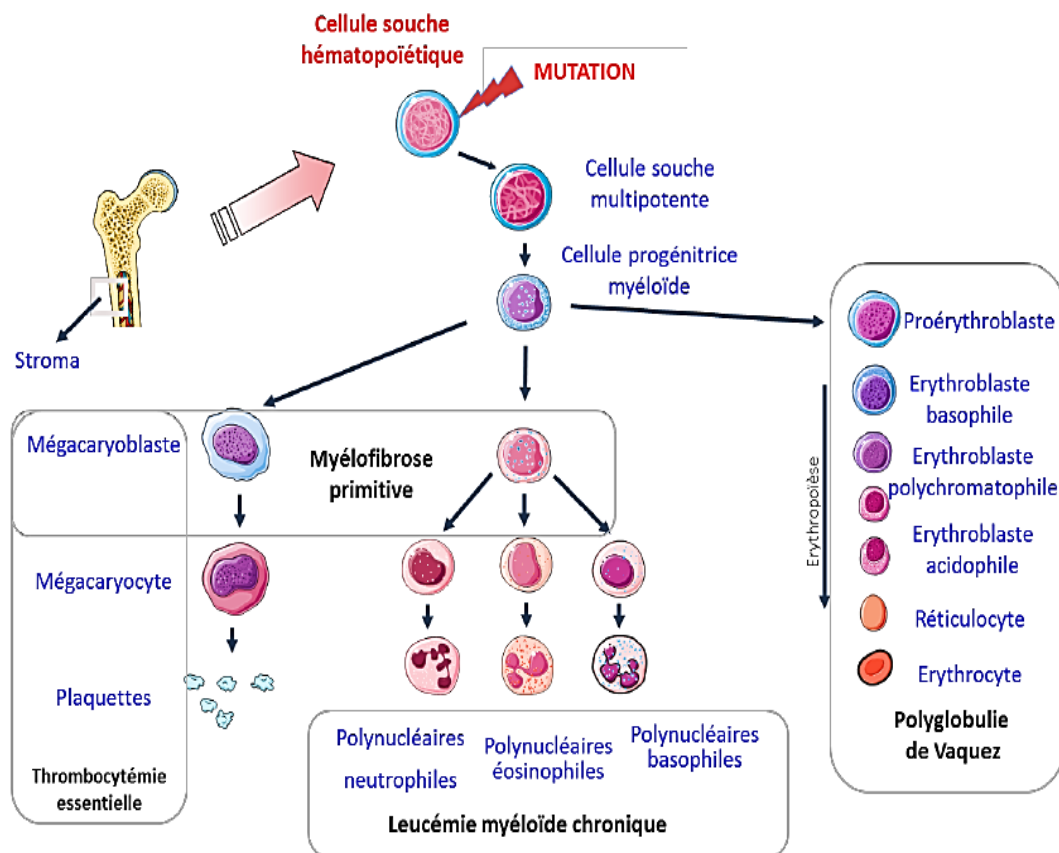 Cellule souche
hématopoïétique
MUTATION
Cellule souche
multipotente
Cellule progénitrice
myéloïde
Stroma
Mégacaryoblaste
Myélofibrose
primitive
Mégacaryocyte
Plaquettes
Thrombocytémie
essentielle
Polynucléaires
neutrophiles
Polynucléaires
éosinophiles
Polynucléaires
basophiles
Leucémie myéloïde chronique
Erythropoïèse
Proérythroblaste
Erythroblaste
basophile
Erythroblaste
polychromatophile
Erythroblaste
acidophile
Réticulocyte
Erythrocyte
Polyglobulie
de Vaquez